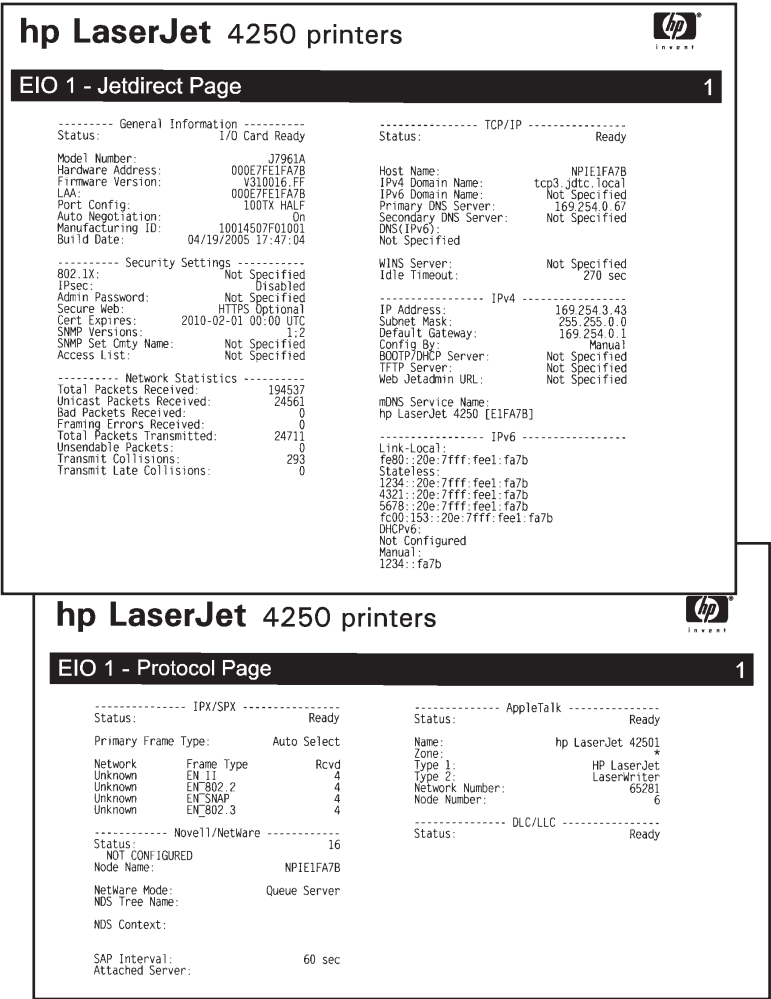 hp LaserJet 4250 printers
hp
®
invent
EIO 1 - Jetdirect Page 1
--------- General Information ----------
Status: I/O Card Ready
Model Number: J7961A
Hardware Address: 000E7FE1FA7B
Firmware Version: V310016.FF
LAA: 000E7FE1FA7B
Port Config: 100TX HALF
Auto Negotiation: On
Manufacturing ID: 10014507F01001
Build Date: 04/19/2005 17:47:04
--------- Security Settings -----------
802.1X: Not Specified
IPsec: Disabled
Admin Password: Not Specified
Secure Web: HTTPS Optional
Cert Expires: 2010-02-01 00:00 UTC
SNMP Versions: 1;2
SNMP Set Cmty Name: Not Specified
Access List: Not Specified
---------- Network Statistics ----------
Total Packets Received: 194537
Unicast Packets Received: 24561
Bad Packets Received: 0
Framing Errors Received: 0
Total Packets Transmitted: 24711
Unsendable Packets: 0
Transmit Collisions: 293
Transmit Late Collisions: 0
---------------- TCP/IP ----------------
Status: Ready
Host Name: NPIE1FA7B
IPv4 Domain Name: tcp3.jdtc.local
IPv6 Domain Name: Not Specified
Primary DNS Server: 169.254.0.67
Secondary DNS Server: Not Specified
DNS(IPv6):
Not Specified
WINS Server: Not Specified
Idle Timeout: 270 sec
----------------- IPv4 -----------------
IP Address: 169.254.3.43
Subnet Mask: 255.255.0.0
Default Gateway: 169.254.0.1
Config By: Manual
BOOTP/DHCP Server: Not Specified
TFTP Server: Not Specified
Web Jetadmin URL: Not Specified
mDNS Service Name:
hp LaserJet 4250 [E1FA7B]
----------------- IPv6 -----------------
Link-Local:
fe80::20e:7fff:fee1:fa7b
Stateless:
1234::20e:7fff:fee1:fa7b
4321::20e:7fff:fee1:fa7b
5678::20e:7fff:fee1:fa7b
fc00:153::20e:7fff:fee1:fa7b
DHCPv6:
Not Configured
Manual:
1234::fa7b
hp LaserJet 4250 printers
hp
®
invent
EIO 1 - Protocol Page 1
--------------- IPX/SPX ---------------
Status: Ready
Primary Frame Type: Auto Select
Network Frame Type Rcvd
Unknown EN_II 4
Unknown EN_802.2 4
Unknown EN_SNAP 4
Unknown EN_802.3 4
------------ Novell/NetWare ------------
Status: 16
NOT CONFIGURED
Node Name: NPIE1FA7B
NetWare Mode: Queue Server
NDS Tree Name:
NDS Context:
SAP Interval: 60 sec
Attached Server:
-------------- AppleTalk --------------
Status: Ready
Name: hp LaserJet 42501
Zone: *
Type 1: HP LaserJet
Type 2: LaserWriter
Network Number: 65281
Node Number: 6
--------------- DLC/LLC ---------------
Status: Ready